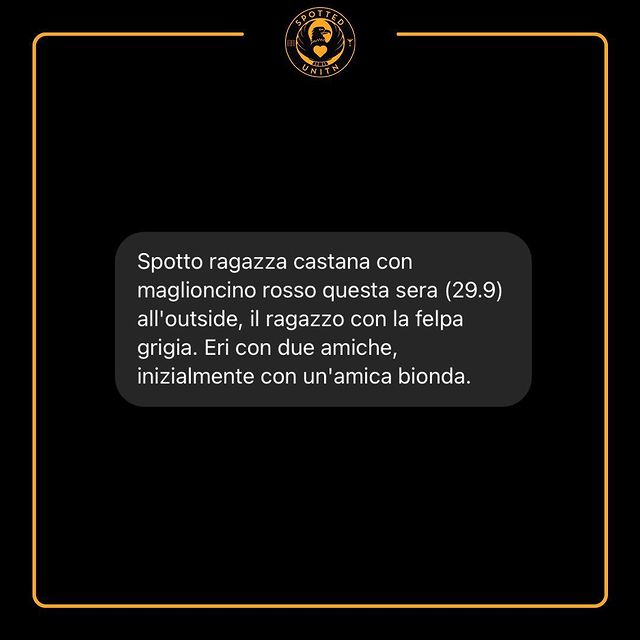 SPOTTED
UNITN
Spotto ragazza castana con
maglioncino rosso questa sera (29.9)
all'outside, il ragazzo con la felpa
grigia. Eri con due amiche,
inizialmente con un'amica bionda.